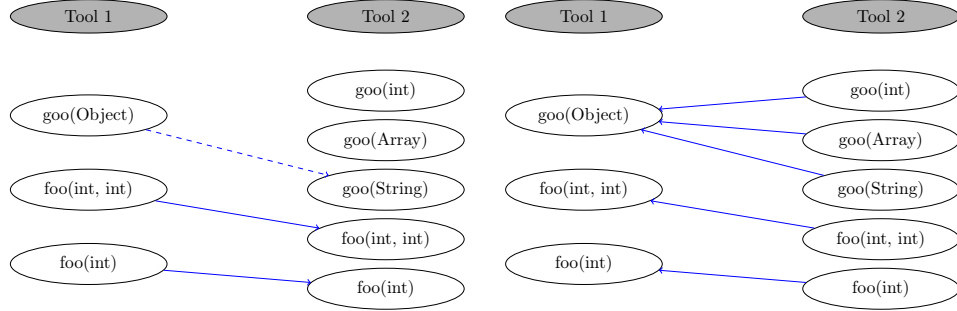 Tool 1
Tool 2
goo(Object)
foo(int, int)
foo(int)
goo(int)
goo(Array)
goo(String)
foo(int, int)
foo(int)
Tool 1
Tool 2
goo(Object)
foo(int, int)
foo(int)
goo(int)
goo(Array)
goo(String)
foo(int, int)
foo(int)